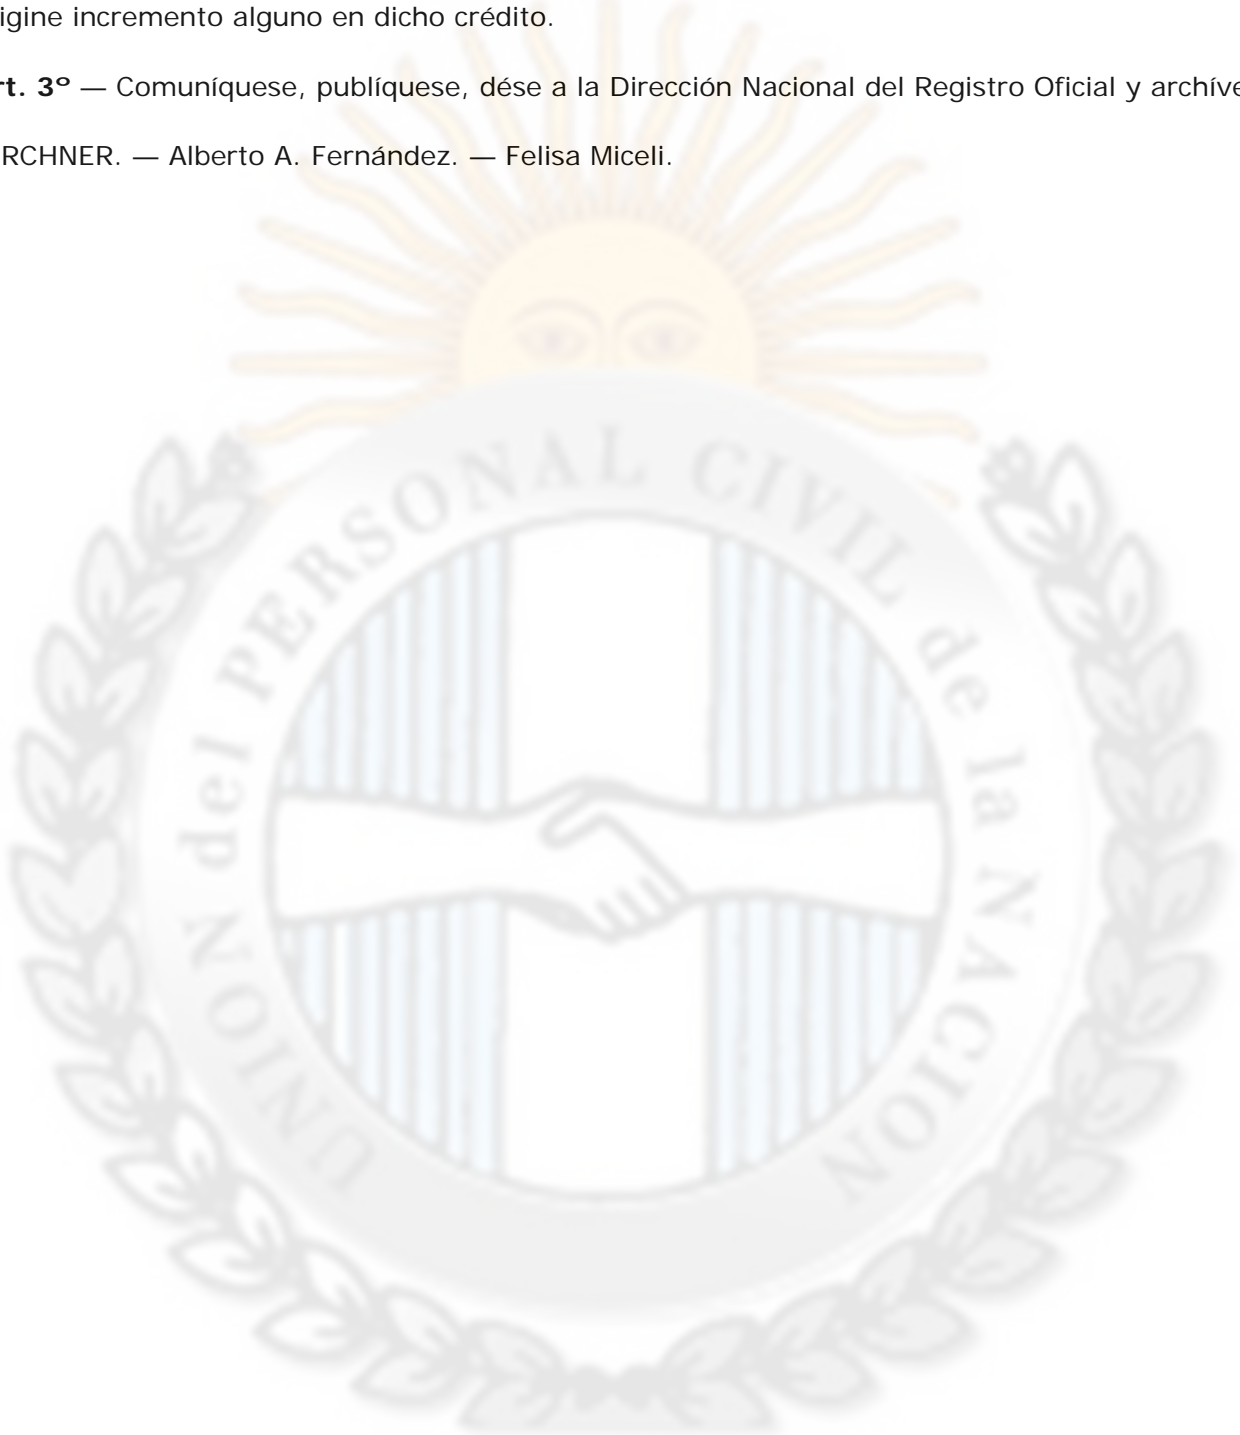 igine incremento alguno en dicho crédito.
rt. 3º — Comuníquese, publíquese, dése a la Dirección Nacional del Registro Oficial y archíve
RCHNER. — Alberto A. Fernández. — Felisa Miceli.
UNION del PERSONAL CIVIL de la NACION